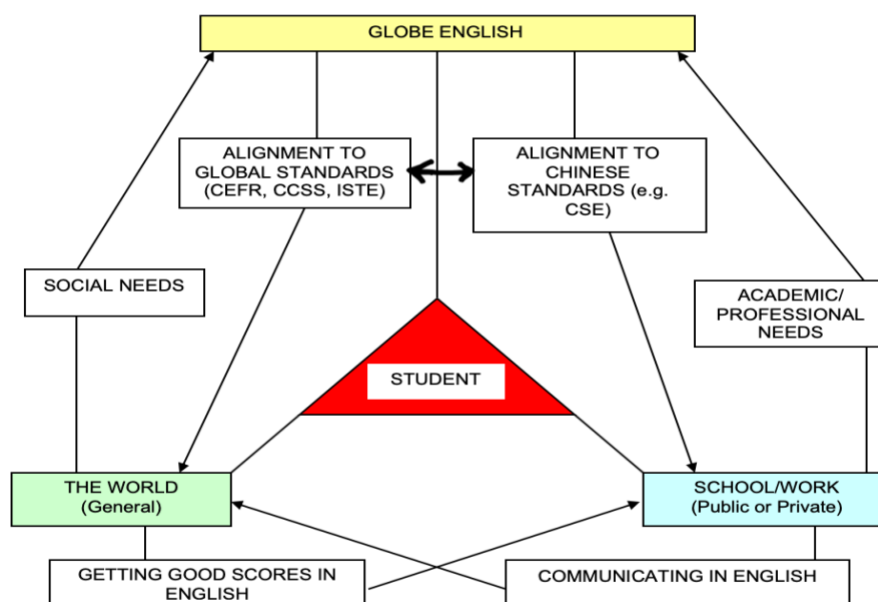 GLOBE ENGLISH
ALIGNMENT TO
GLOBAL STANDARDS
(CEFR, CCSS, ISTE)
ALIGNMENT TO
CHINESE
STANDARDS (e.g.
CSE)
SOCIAL NEEDS
ACADEMIC/
PROFESSIONAL
NEEDS
STUDENT
THE WORLD
(General)
SCHOOL/WORK
(Public or Private)
GETTING GOOD SCORES IN
ENGLISH
COMMUNICATING IN ENGLISH